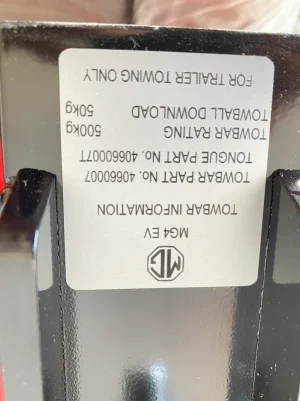 MG
MG4 EV
TOWBAR INFORMATION
TOWBAR PART No. 40660007
TONGUE PART No. 40660007T
TOWBAR RATING 500kg
TOWBALL DOWNLOAD 50kg
FOR TRAILER TOWING ONLY